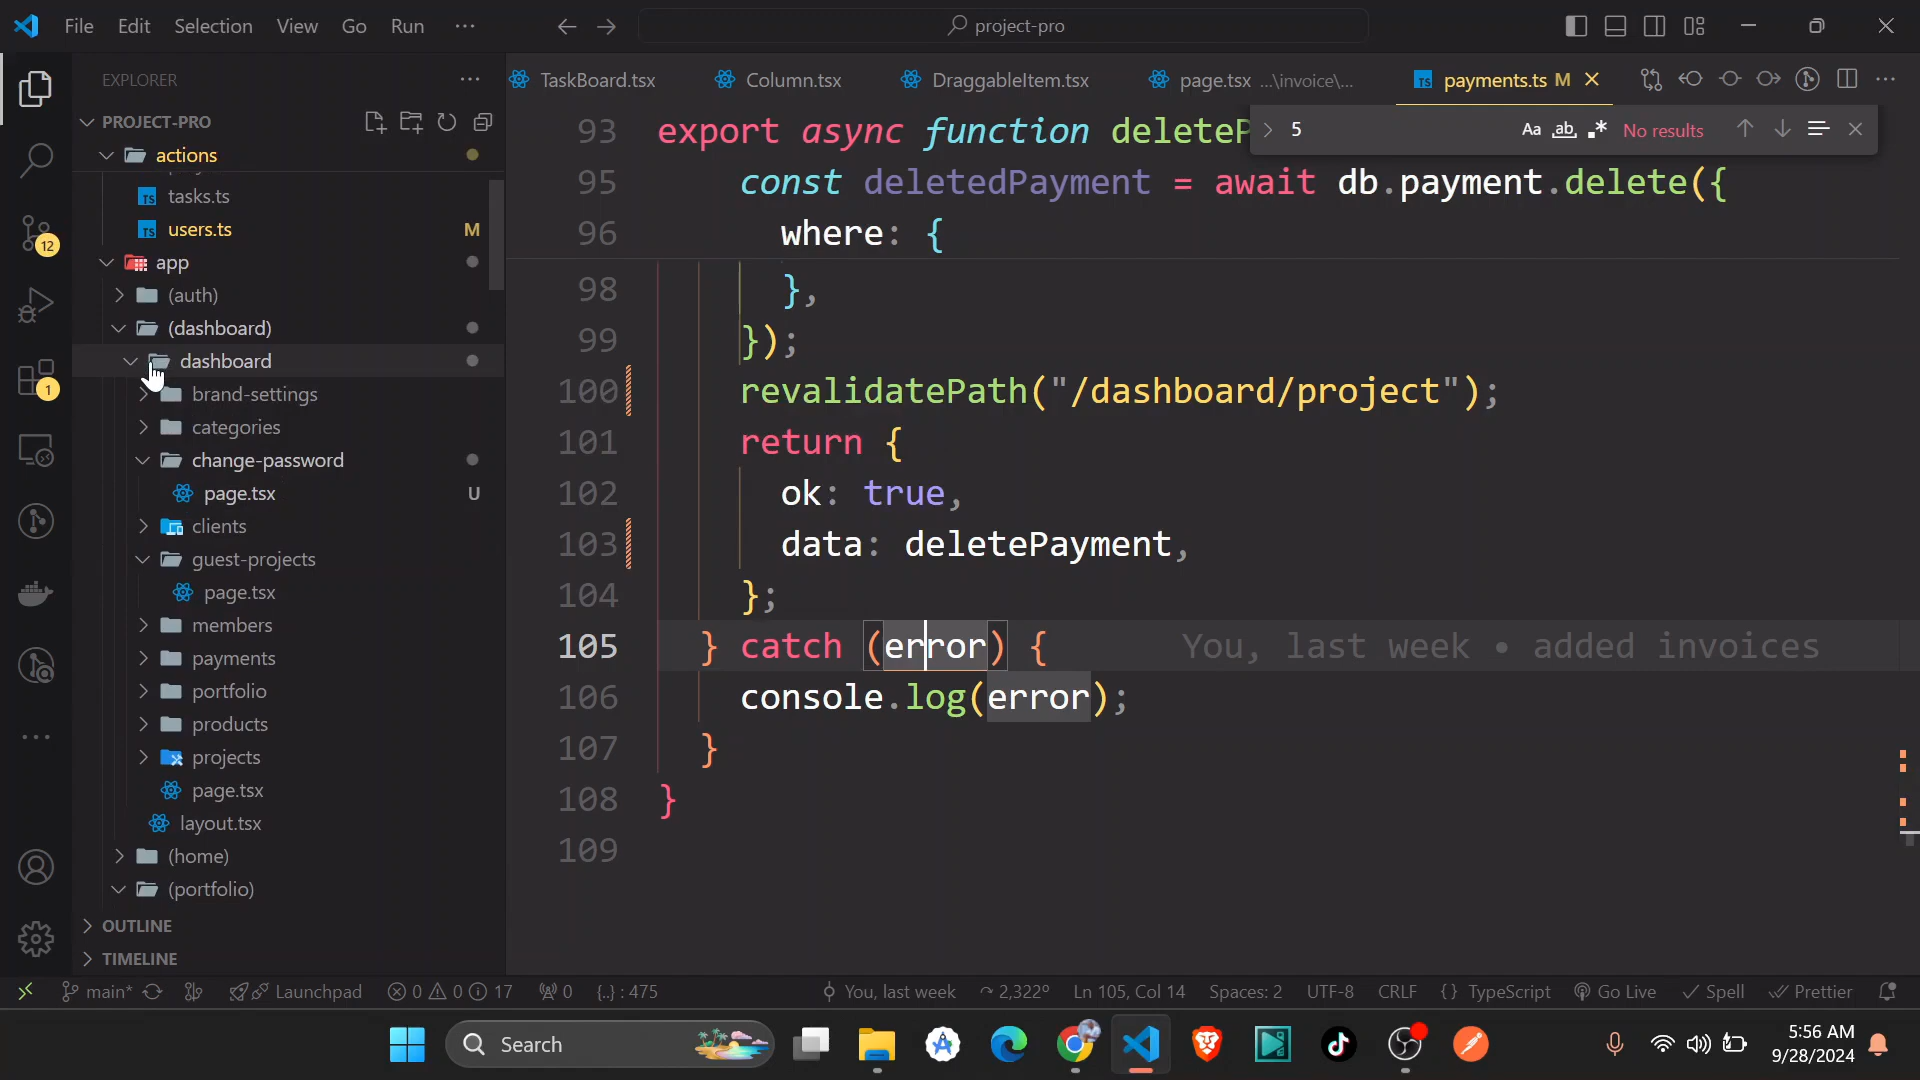 File Edit Selection View Go Run ··· project-pro
EXPLORER ···
PROJECT-PRO
actions
tasks.ts
users.ts M
app
(auth)
(dashboard)
dashboard
brand-settings
categories
change-password
page.tsx U
clients
guest-projects
page.tsx
members
payments
portfolio
products
projects
page.tsx
layout.tsx
(home)
(portfolio)
OUTLINE
TIMELINE
12
1
TaskBoard.tsx Column.tsx DraggableItem.tsx page.tsx ...\invoice\... payments.ts M
5 Aa ab .* No results
93 export async function deleteP
95 const deletedPayment = await db.payment.delete({
96 where: {
98 },
99 });
100 revalidatePath("/dashboard/project");
101 return {
102 ok: true,
103 data: deletePayment,
104 };
105 } catch (error) { You, last week • added invoices
106 console.log(error);
107 }
108 }
109
main* Launchpad 0 0 17 0 {..} : 475 You, last week 2,322° Ln 105, Col 14 Spaces: 2 UTF-8 CRLF {} TypeScript Go Live Spell Prettier
Search 5:56 AM
9/28/2024